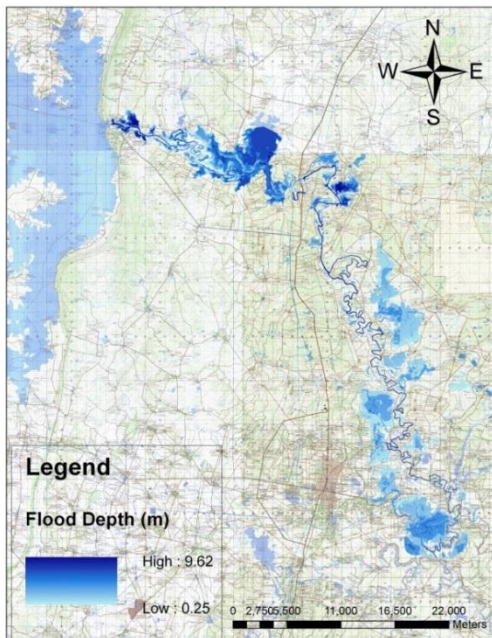 N
W E
S
Legend
Flood Depth (m)
High : 9.62
Low : 0.25
0 2,750 5,500 11,000 16,500 22,000
Meters